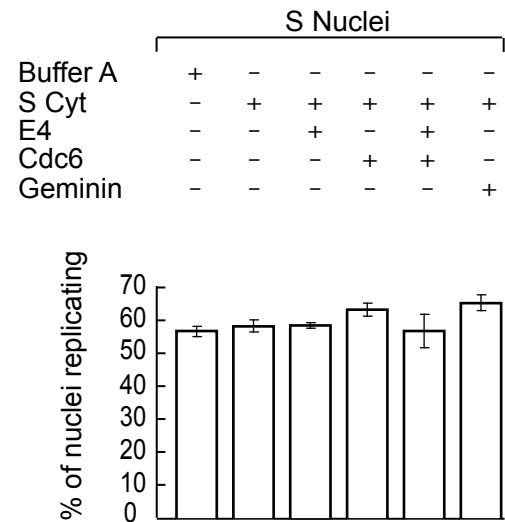 S Nuclei
Buffer A + – – – – –
S Cyt – + + + + +
E4 – – + – + –
Cdc6 – – – + + –
Geminin – – – – – +
% of nuclei replicating
70
60
50
40
30
20
10
0